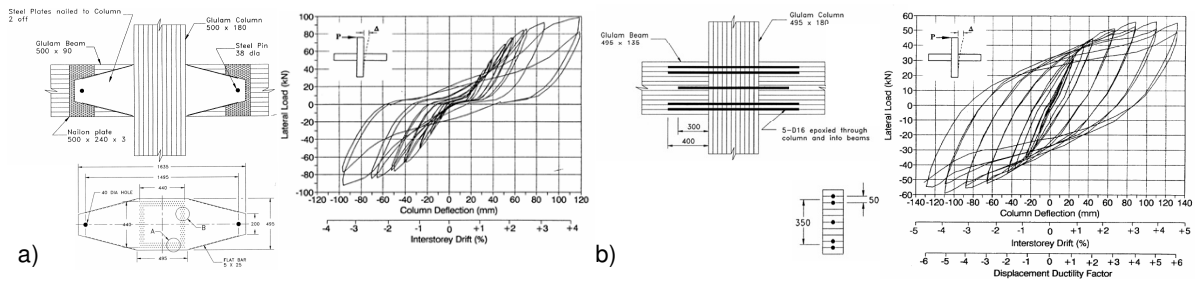 Steel Plates nailed to Column
2 off
Glulam Column
500 x 180
Glulam Beam
500 x 90
Steel Pin
38 dia
Nailon plate
500 x 240 x 3
1635
1495
40 DIA HOLE
440
440
200
495
A
B
495
FLAT BAR
5 X 25
a)
P
Δ
Lateral Load (kN)
100
80
60
40
20
0
-20
-40
-60
-80
-100
-120 -100 -80 -60 -40 -20 0 20 40 60 80 100 120
Column Deflection (mm)
-4 -3 -2 -1 0 +1 +2 +3 +4
Interstorey Drift (%)
Glulam Column
495 x 180
Glulam Beam
495 x 135
5-D16 epoxied through
column and into beams
300
400
50
350
b)
P
Δ
Lateral Load (kN)
60
50
40
30
20
10
0
-10
-20
-30
-40
-50
-60
-140 -120 -100 -80 -60 -40 -20 0 20 40 60 80 100 120 140
Column Deflection (mm)
-5 -4 -3 -2 -1 0 +1 +2 +3 +4 +5
Interstorey Drift (%)
-6 -5 -4 -3 -2 -1 0 +1 +2 +3 +4 +5 +6
Displacement Ductility Factor